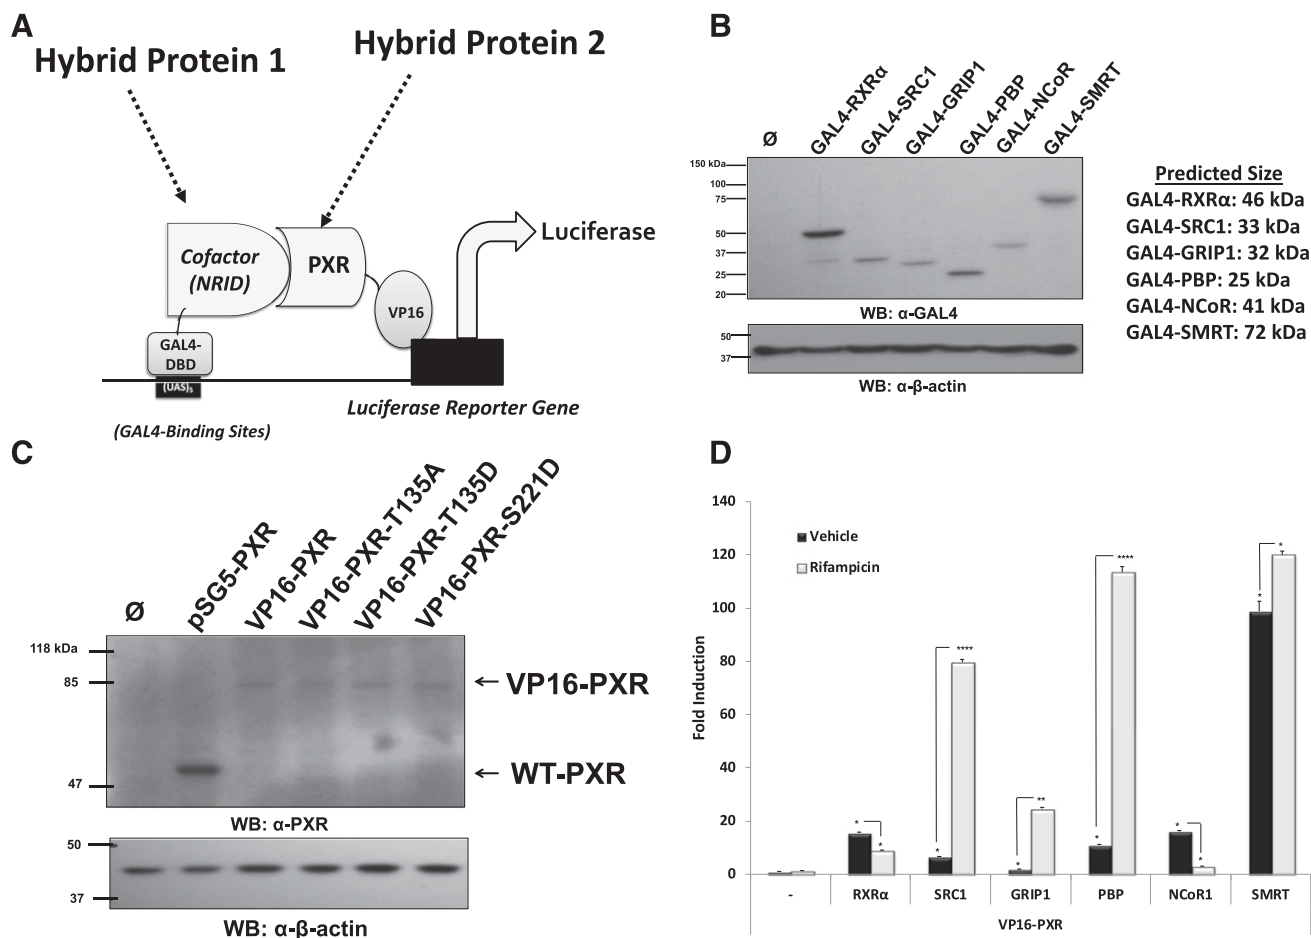 A
Hybrid Protein 1
Hybrid Protein 2
Cofactor
(NRID)
PXR
VP16
Luciferase
GAL4-
DBD
(UAS)5
Luciferase Reporter Gene
(GAL4-Binding Sites)
B
Ø
GAL4-RXRα
GAL4-SRC1
GAL4-GRIP1
GAL4-PBP
GAL4-NCoR
GAL4-SMRT
150 kDa
100
75
50
37
25
20
WB: α-GAL4
50
37
WB: α-β-actin
Predicted Size
GAL4-RXRα: 46 kDa
GAL4-SRC1: 33 kDa
GAL4-GRIP1: 32 kDa
GAL4-PBP: 25 kDa
GAL4-NCoR: 41 kDa
GAL4-SMRT: 72 kDa
C
Ø
pSG5-PXR
VP16-PXR
VP16-PXR-T135A
VP16-PXR-T135D
VP16-PXR-S221D
118 kDa
85
47
VP16-PXR
WT-PXR
WB: α-PXR
50
37
WB: α-β-actin
D
Fold Induction
140
120
100
80
60
40
20
0
Vehicle
Rifampicin
* *
* ****
* **
* ****
* *
* *
- RXRα SRC1 GRIP1 PBP NCoR1 SMRT
VP16-PXR